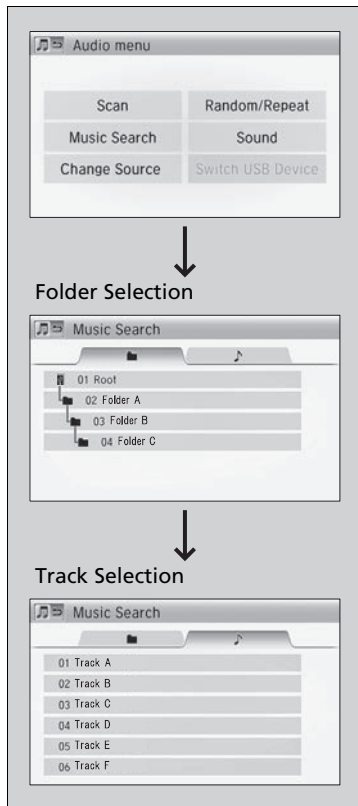 Audio menu
Scan Random/Repeat
Music Search Sound
Change Source Switch USB Device
Folder Selection
Music Search
01 Root
02 Folder A
03 Folder B
04 Folder C
Track Selection
Music Search
01 Track A
02 Track B
03 Track C
04 Track D
05 Track E
06 Track F